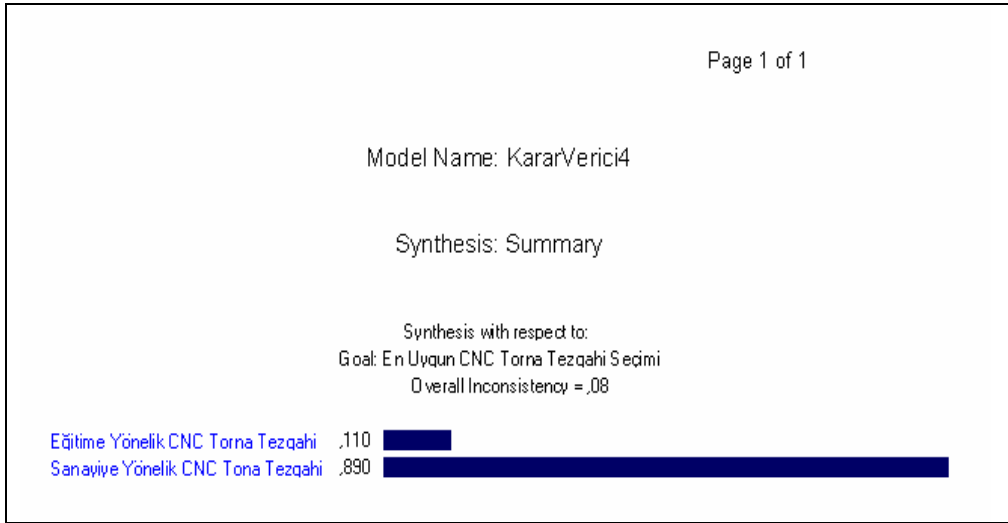 Page 1 of 1
Model Name: KararVerici4
Synthesis: Summary
Synthesis with respect to:
Goal: En Uygun CNC Torna Tezgahi Seçimi
Overall Inconsistency = ,08
Eğitime Yönelik CNC Torna Tezgahi ,110
Sanayiye Yönelik CNC Tona Tezgahi ,890